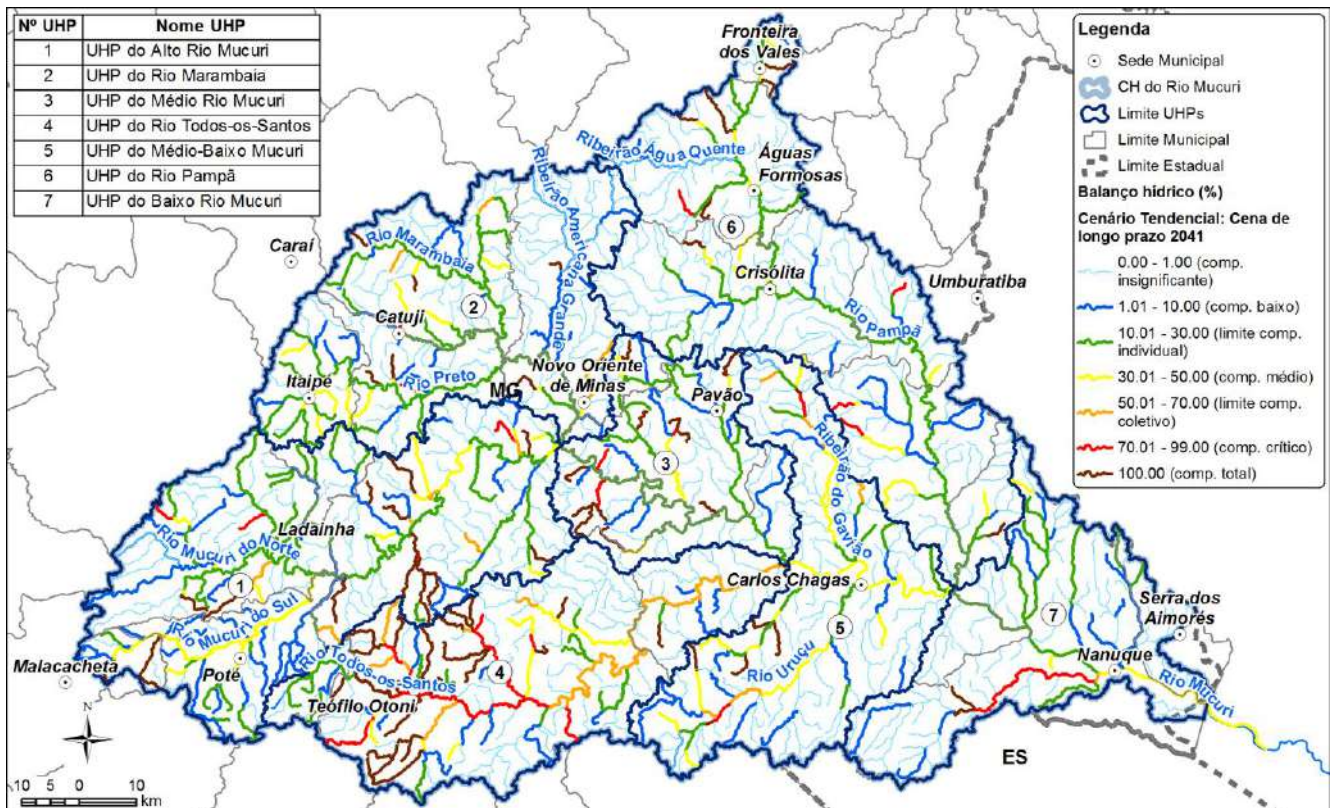 Nº UHP Nome UHP
1 UHP do Alto Rio Mucuri
2 UHP do Rio Marambaia
3 UHP do Médio Rio Mucuri
4 UHP do Rio Todos-os-Santos
5 UHP do Médio-Baixo Mucuri
6 UHP do Rio Pampã
7 UHP do Baixo Rio Mucuri
Legenda
Sede Municipal
CH do Rio Mucuri
Limite UHPs
Limite Municipal
Limite Estadual
Balanço hídrico (%)
Cenário Tendencial: Cena de
longo prazo 2041
0.00 - 1.00 (comp.
insignificante)
1.01 - 10.00 (comp. baixo)
10.01 - 30.00 (limite comp.
individual)
30.01 - 50.00 (comp. médio)
50.01 - 70.00 (limite comp.
coletivo)
70.01 - 99.00 (comp. crítico)
100.00 (comp. total)
Fronteira
dos Vales
Ribeirão Água Quente
Águas
Formosas
Ribeirão Americana Grande
6
Caraí
Rio Marambaia
Crisólita
Umburatiba
2
Catuji
Rio Pampã
Novo Oriente
de Minas
Itaipé
Rio Preto
MG
Pavão
3
Ribeirão do Gavião
Ladainha
Rio Mucuri do Norte
1
Carlos Chagas
Rio Mucuri do Sul
5
7
Serra dos
Aimorés
Malacacheta
Poté
Rio Todos-os-Santos
4
Rio Uruçu
Nanuque
Rio Mucuri
Teófilo Otoni
N
ES
10 5 0 10
km